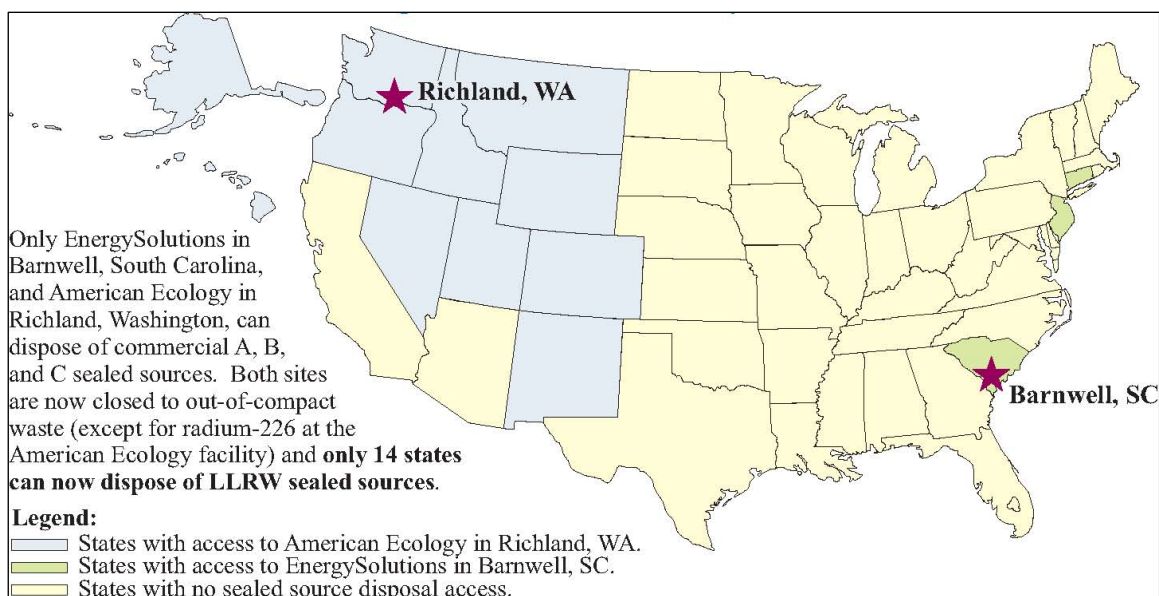 Richland, WA
Only EnergySolutions in
Barnwell, South Carolina,
and American Ecology in
Richland, Washington, can
dispose of commercial A, B,
and C sealed sources. Both sites
are now closed to out-of-compact
waste (except for radium-226 at the
American Ecology facility) and only 14 states
can now dispose of LLRW sealed sources.
Barnwell, SC
Legend:
States with access to American Ecology in Richland, WA.
States with access to EnergySolutions in Barnwell, SC.
States with no sealed source disposal access.